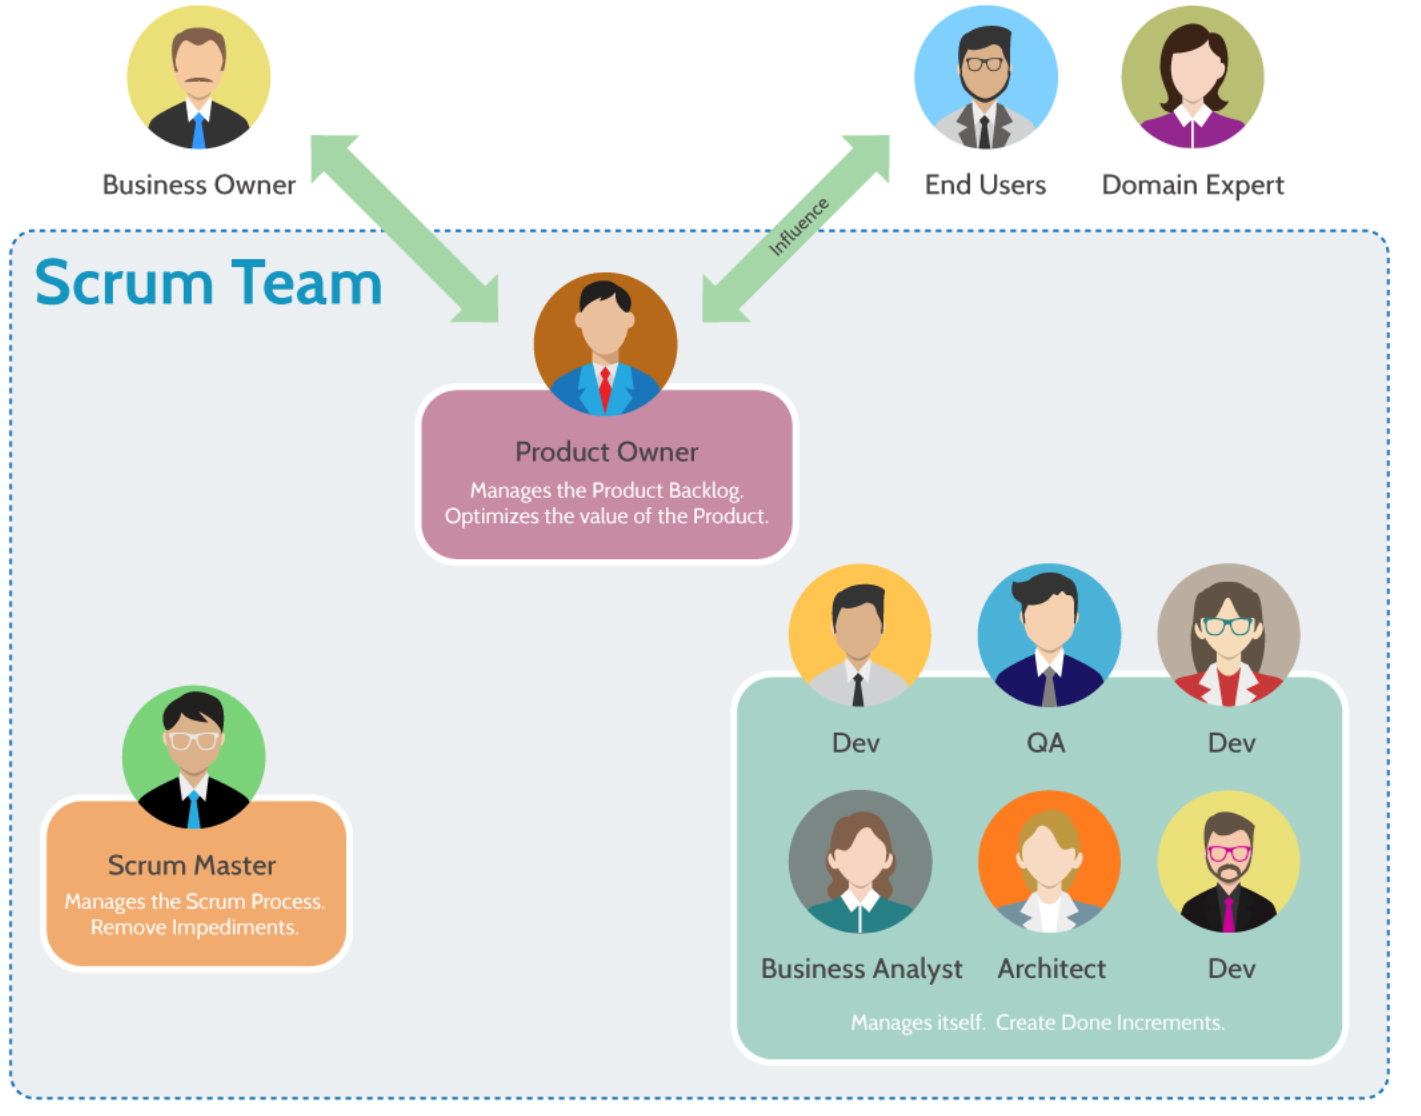 Business Owner
End Users
Domain Expert
Influence
Scrum Team
Product Owner
Manages the Product Backlog.
Optimizes the value of the Product.
Dev
QA
Dev
Scrum Master
Manages the Scrum Process.
Remove Impediments.
Business Analyst
Architect
Dev
Manages itself. Create Done Increments.